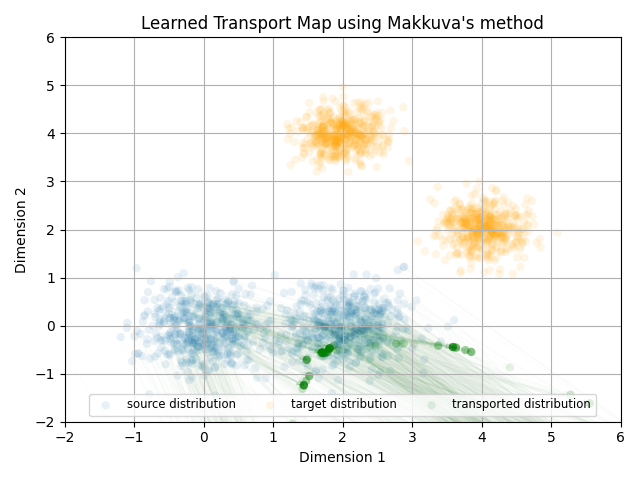 Learned Transport Map using Makkuva's method
6
5
4
3
2
1
0
−1
−2
Dimension 2
source distribution target distribution transported distribution
−2 −1 0 1 2 3 4 5 6
Dimension 1